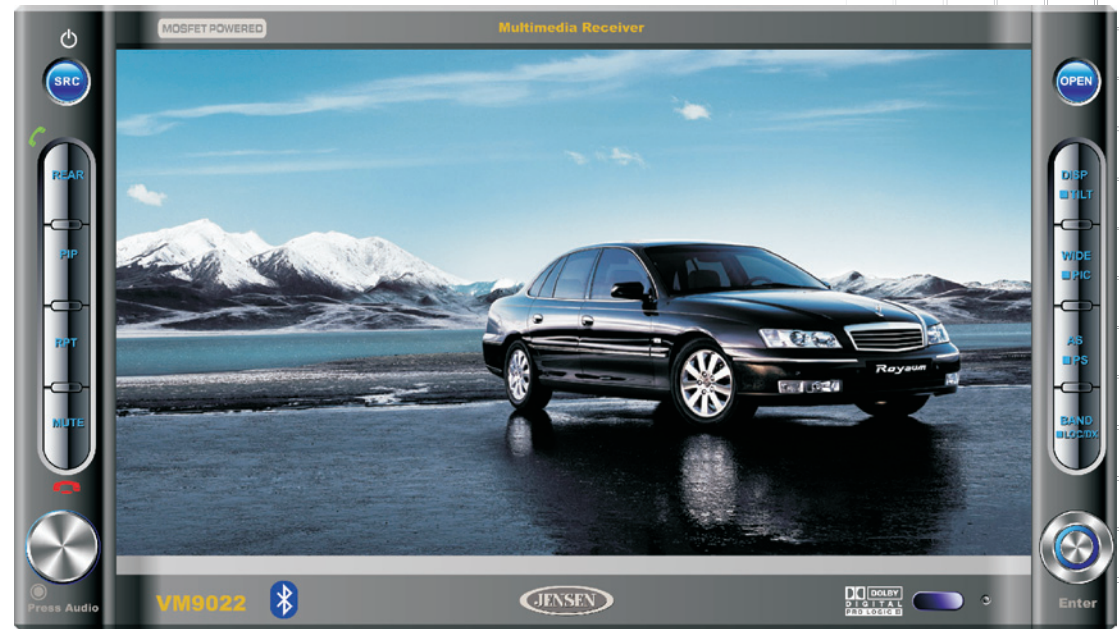 MOSFET POWERED
Multimedia Receiver
SRC
OPEN
REAR
PIP
RPT
MUTE
DISP
TILT
WIDE
PIC
AS
PS
BAND
LOC/DX
Royaum
Press Audio
VM9022
JENSEN
DOLBY
DIGITAL
PRO LOGIC II
Enter